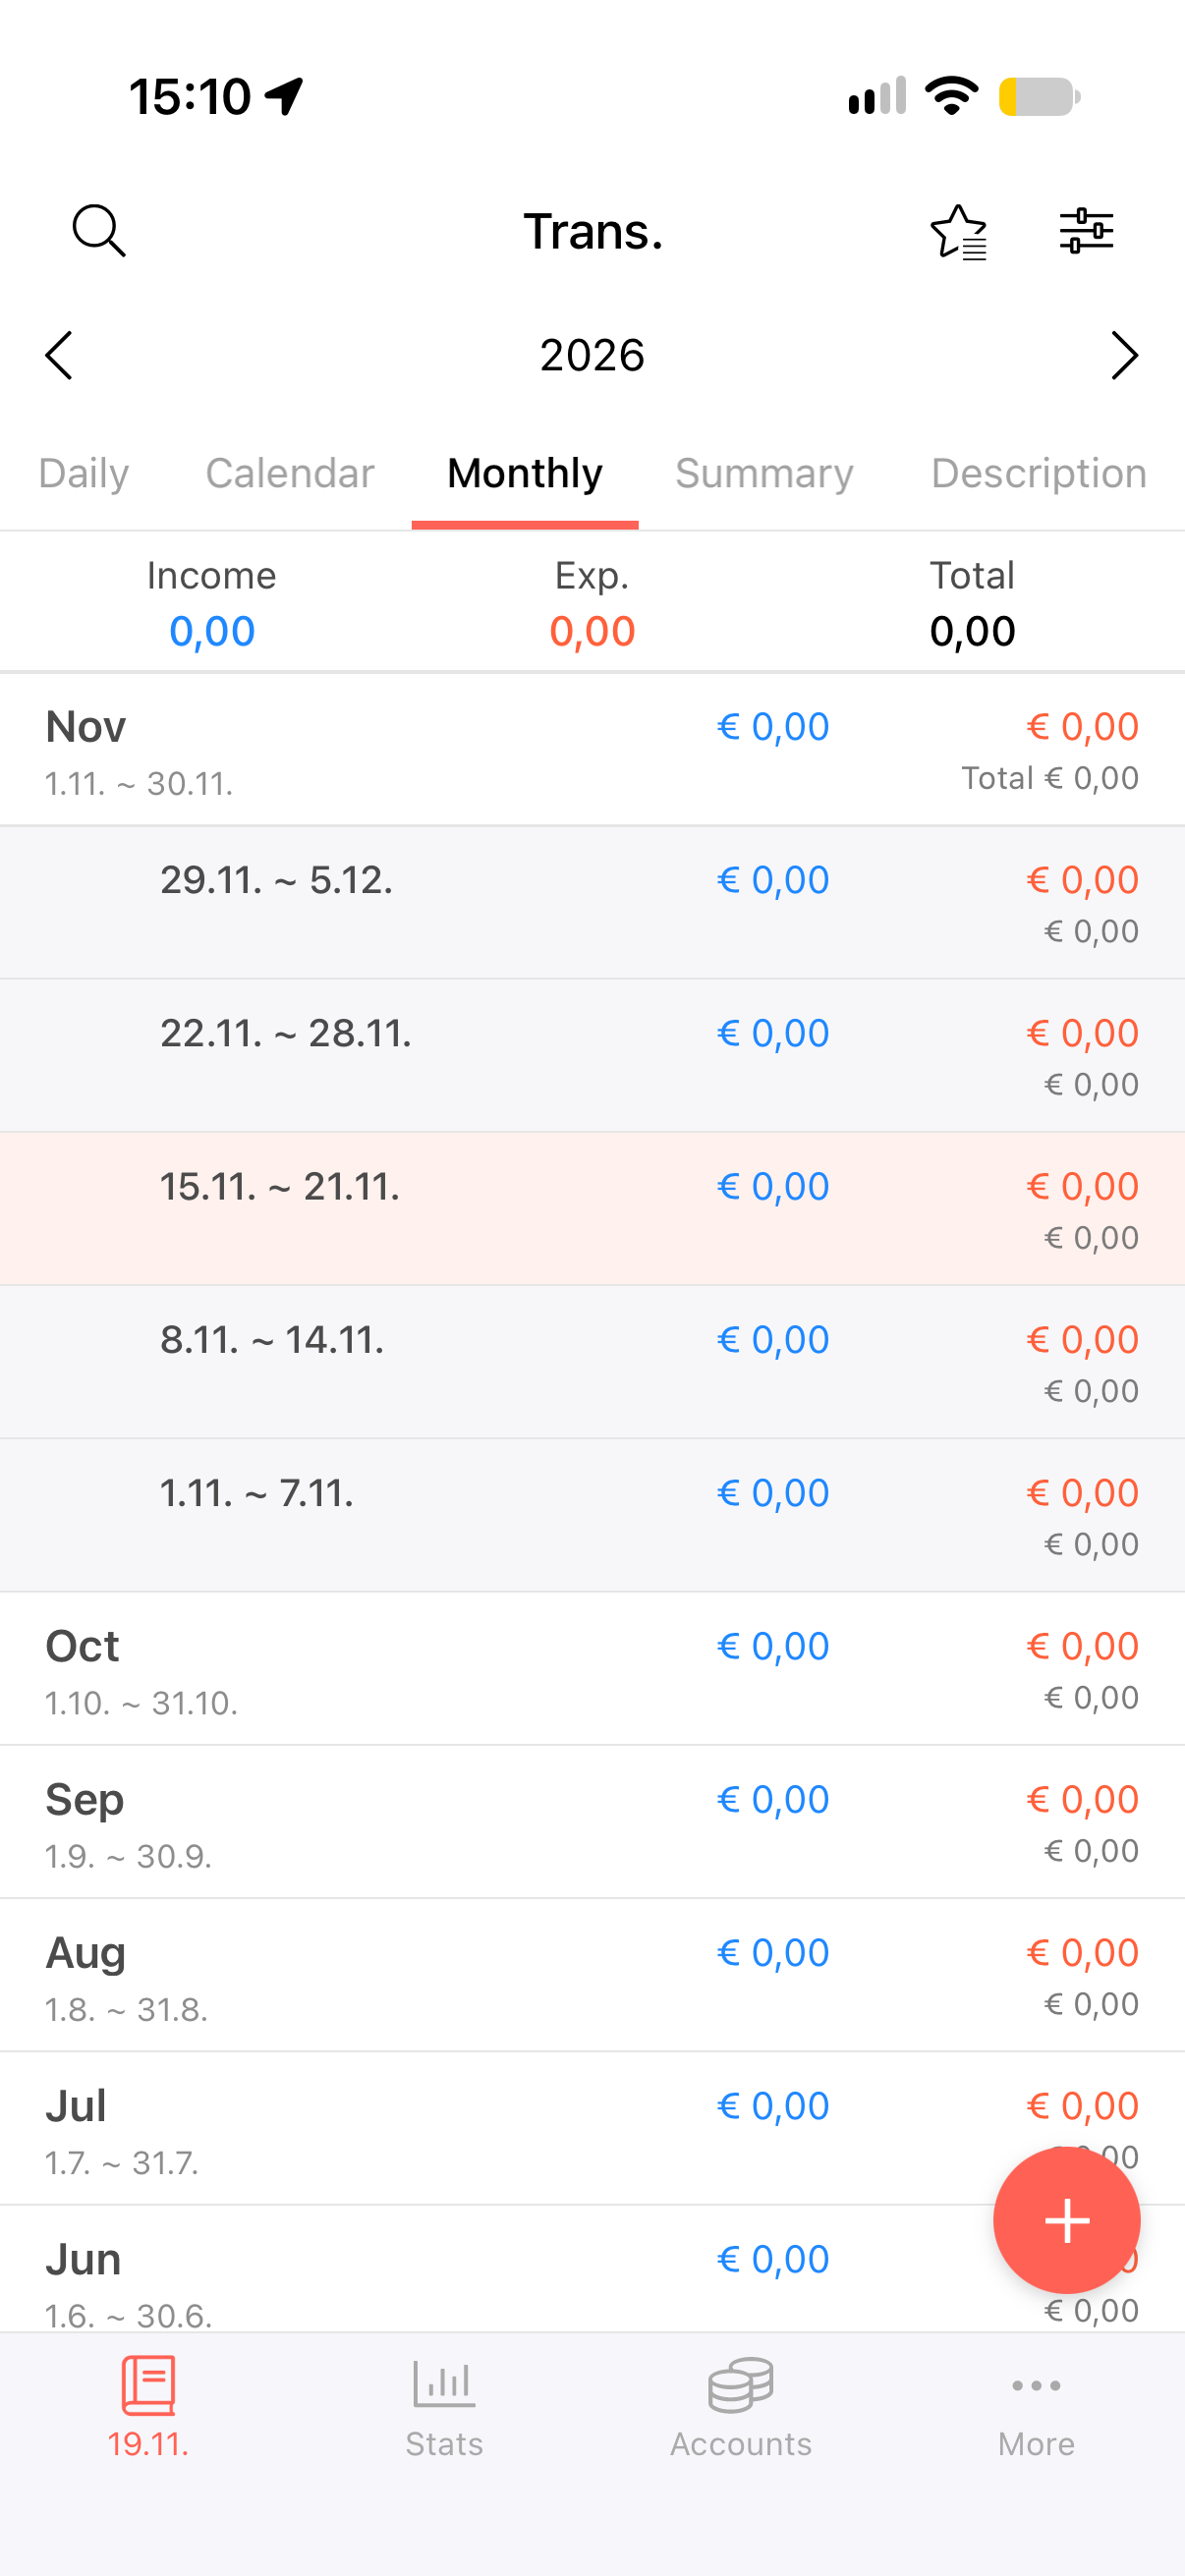 15:10
Trans.
2026
Daily Calendar Monthly Summary Description
Income Exp. Total
0,00 0,00 0,00
Nov € 0,00 € 0,00
1.11. ~ 30.11. Total € 0,00
29.11. ~ 5.12. € 0,00 € 0,00
€ 0,00
22.11. ~ 28.11. € 0,00 € 0,00
€ 0,00
15.11. ~ 21.11. € 0,00 € 0,00
€ 0,00
8.11. ~ 14.11. € 0,00 € 0,00
€ 0,00
1.11. ~ 7.11. € 0,00 € 0,00
€ 0,00
Oct € 0,00 € 0,00
1.10. ~ 31.10. € 0,00
Sep € 0,00 € 0,00
1.9. ~ 30.9. € 0,00
Aug € 0,00 € 0,00
1.8. ~ 31.8. € 0,00
Jul € 0,00 € 0,00
1.7. ~ 31.7.
Jun € 0,00
1.6. ~ 30.6. € 0,00
19.11. Stats Accounts More